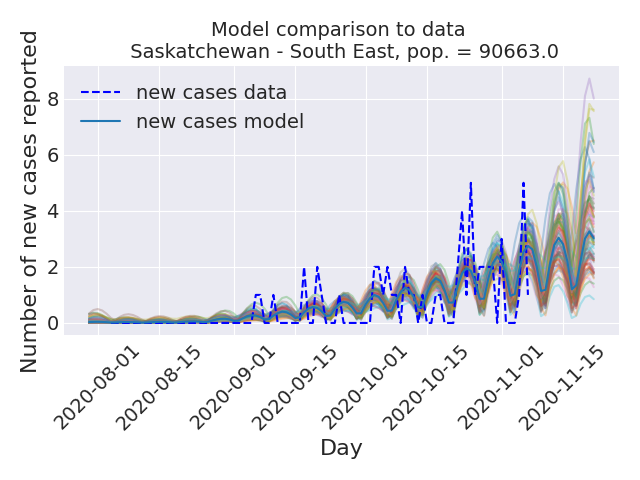 Model comparison to data
Saskatchewan - South East, pop. = 90663.0
new cases data
new cases model
Number of new cases reported
8
6
4
2
0
2020-08-01
2020-08-15
2020-09-01
2020-09-15
2020-10-01
2020-10-15
2020-11-01
2020-11-15
Day